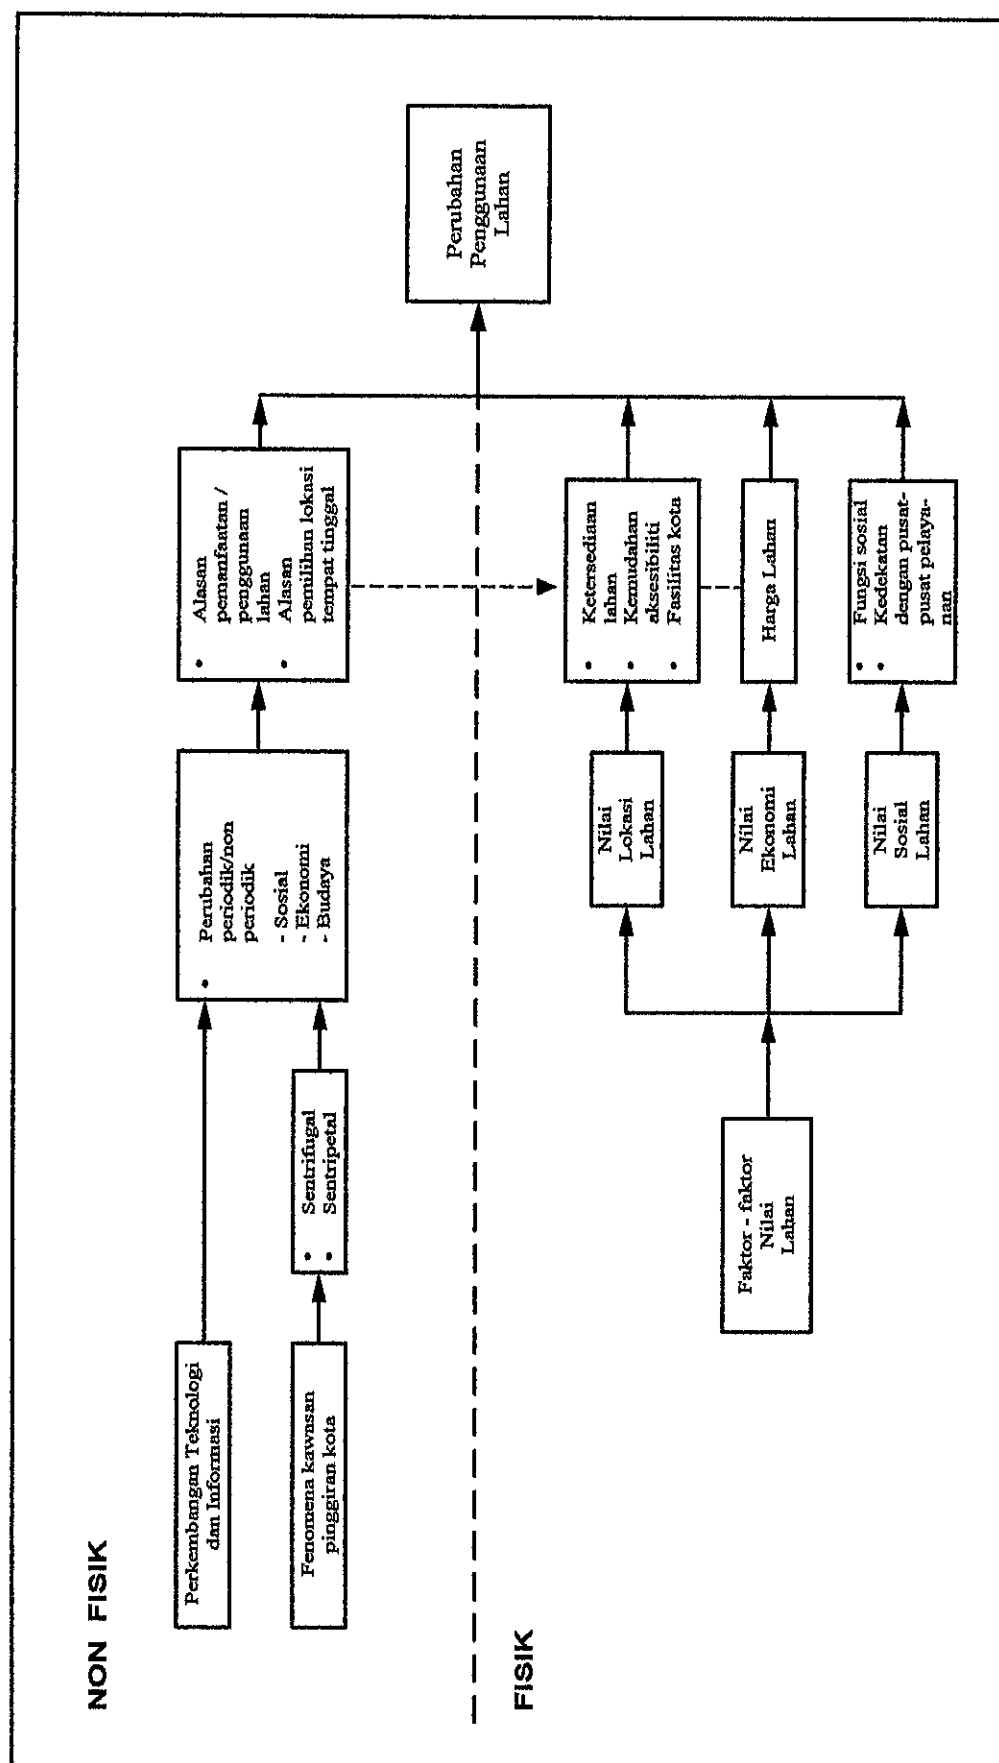 NON FISIK
Perkembangan Teknologi
dan Informasi
Fenomena kawasan
pinggiran kota
• Sentrifugal
• Sentripetal
• Perubahan
periodik/non
periodik
- Sosial
- Ekonomi
- Budaya
• Alasan
pemanfaatan /
penggunaan
lahan
• Alasan
pemilihan lokasi
tempat tinggal
Perubahan
Penggunaan
Lahan
FISIK
Faktor - faktor
Nilai
Lahan
Nilai
Lokasi
Lahan
Nilai
Ekonomi
Lahan
Nilai
Sosial
Lahan
• Ketersediaan
lahan
• Kemudahan
aksesibiliti
• Fasilitas kota
Harga Lahan
• Fungsi sosial
• Kedekatan
dengan pusat-
pusat pelaya-
nan